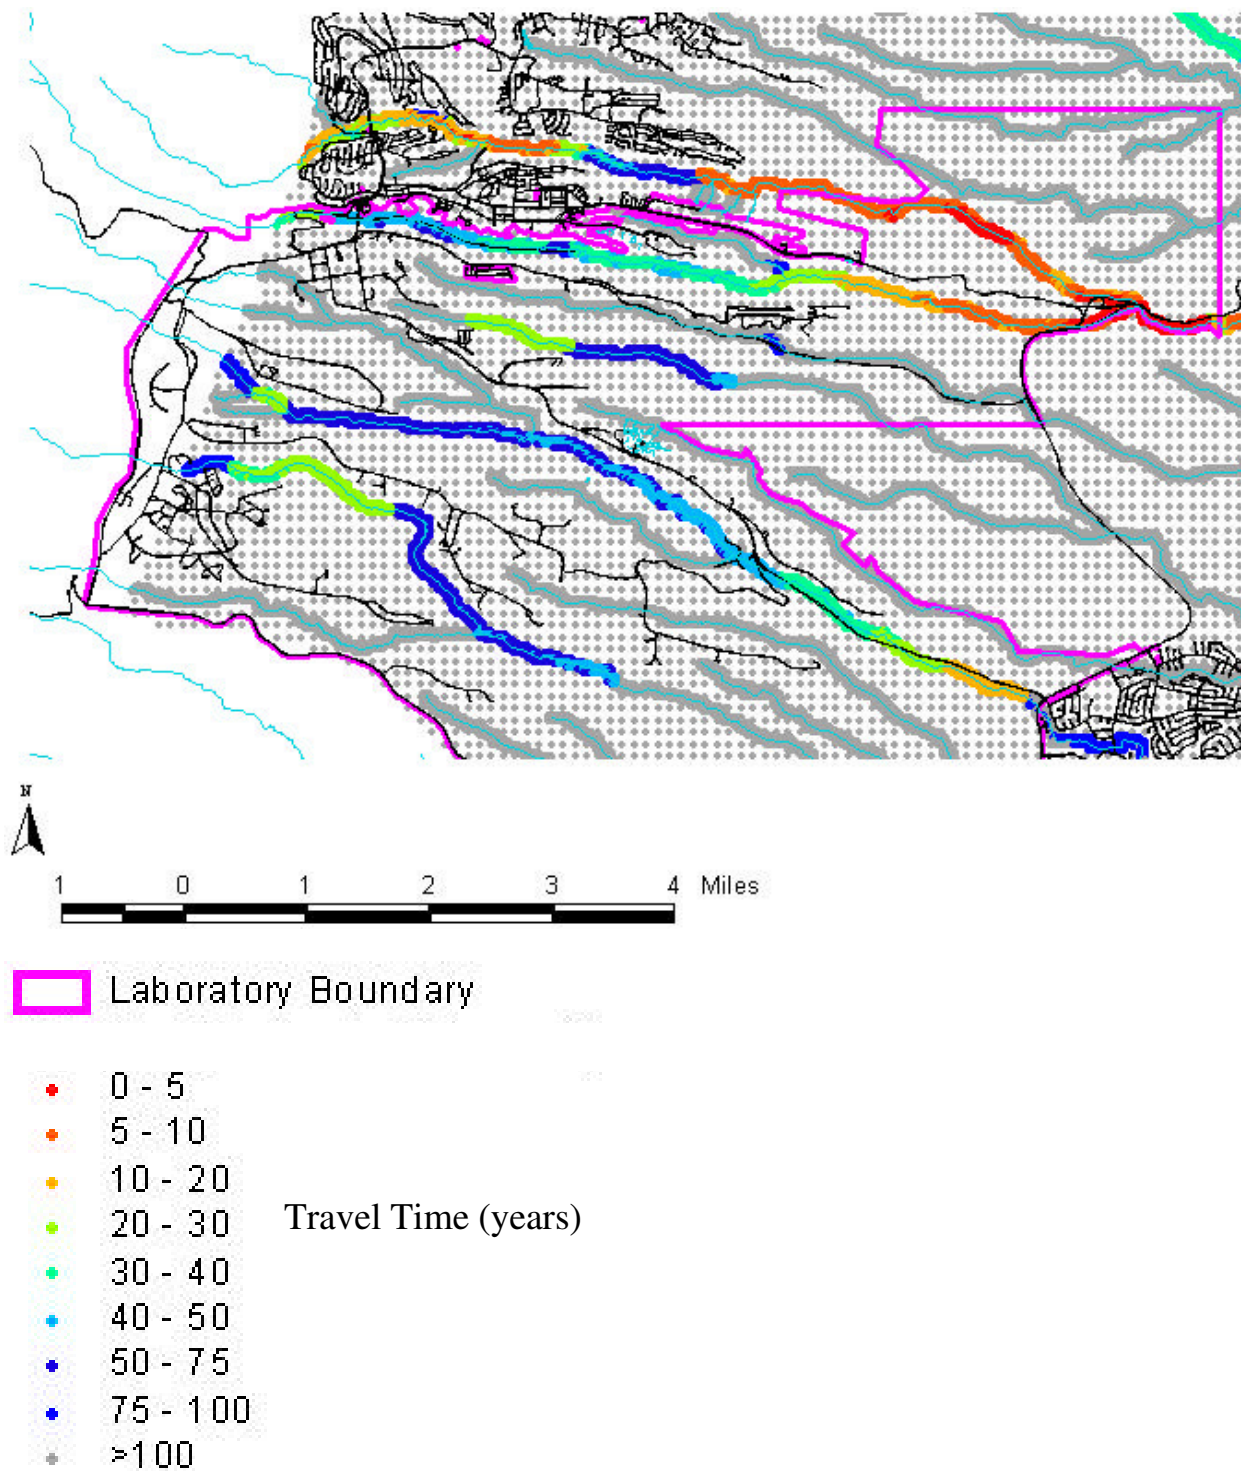 N
1 0 1 2 3 4 Miles
Laboratory Boundary
0 - 5
5 - 10
10 - 20
20 - 30
Travel Time (years)
30 - 40
40 - 50
50 - 75
75 - 100
>100